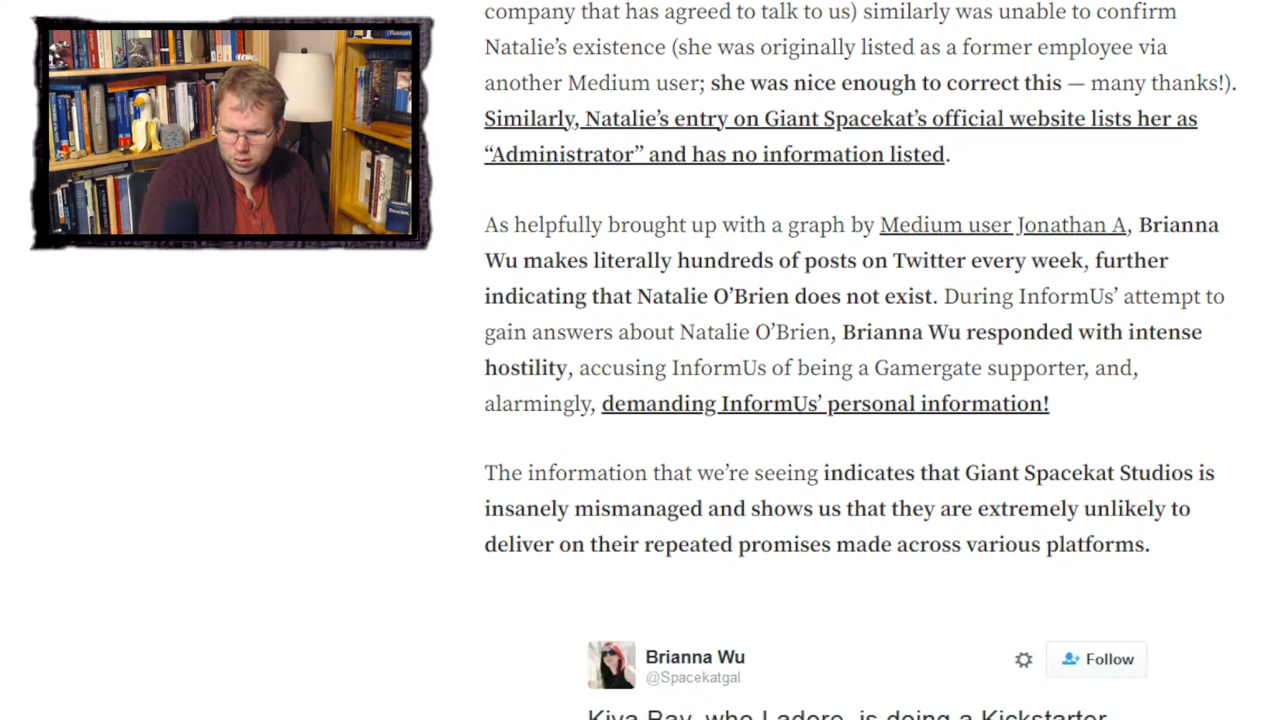 company that has agreed to talk to us) similarly was unable to confirm
Natalie’s existence (she was originally listed as a former employee via
another Medium user; she was nice enough to correct this — many thanks!).
Similarly, Natalie’s entry on Giant Spacekat’s official website lists her as
“Administrator” and has no information listed.
As helpfully brought up with a graph by Medium user Jonathan A, Brianna
Wu makes literally hundreds of posts on Twitter every week, further
indicating that Natalie O’Brien does not exist. During InformUs’ attempt to
gain answers about Natalie O’Brien, Brianna Wu responded with intense
hostility, accusing InformUs of being a Gamergate supporter, and,
alarmingly, demanding InformUs’ personal information!
The information that we’re seeing indicates that Giant Spacekat Studios is
insanely mismanaged and shows us that they are extremely unlikely to
deliver on their repeated promises made across various platforms.
Brianna Wu
@Spacekatgal
Follow
Kiva Bay, who I adore, is doing a Kickstarter